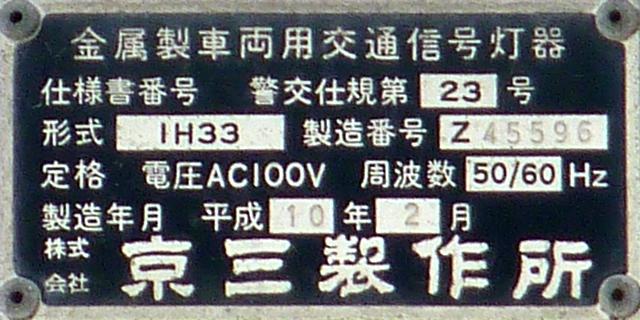 金属製車両用交通信号灯器
仕様書番号 警交仕規第 23 号
形式 1H33 製造番号 Z45596
定格 電圧AC100V 周波数 50/60 Hz
製造年月 平成 10 年 2 月
株式会社 京三製作所